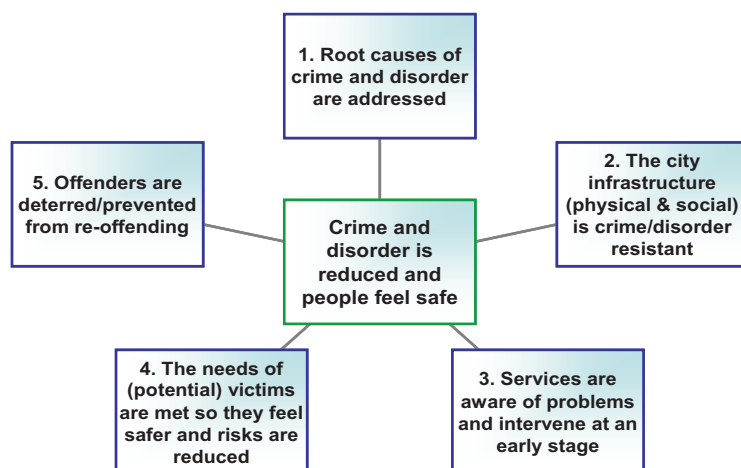 1. Root causes of
crime and disorder
are addressed
2. The city
infrastructure
(physical & social)
is crime/disorder
resistant
3. Services are
aware of problems
and intervene at an
early stage
4. The needs of
(potential) victims
are met so they feel
safer and risks are
reduced
5. Offenders are
deterred/prevented
from re-offending
Crime and
disorder is
reduced and
people feel safe